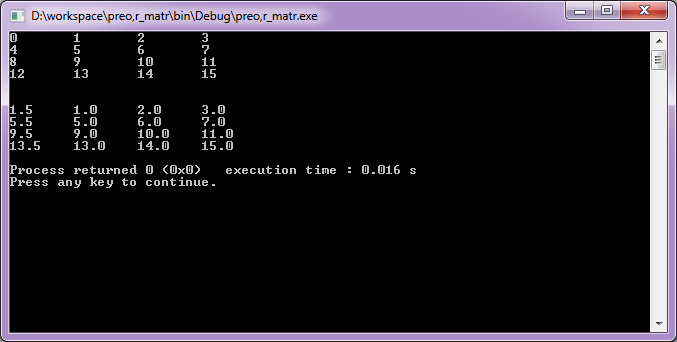 D:\workspace\preo,r_matr\bin\Debug\preo,r_matr.exe
0 1 2 3
4 5 6 7
8 9 10 11
12 13 14 15
1.5 1.0 2.0 3.0
5.5 5.0 6.0 7.0
9.5 9.0 10.0 11.0
13.5 13.0 14.0 15.0
Process returned 0 (0x0) execution time : 0.016 s
Press any key to continue.